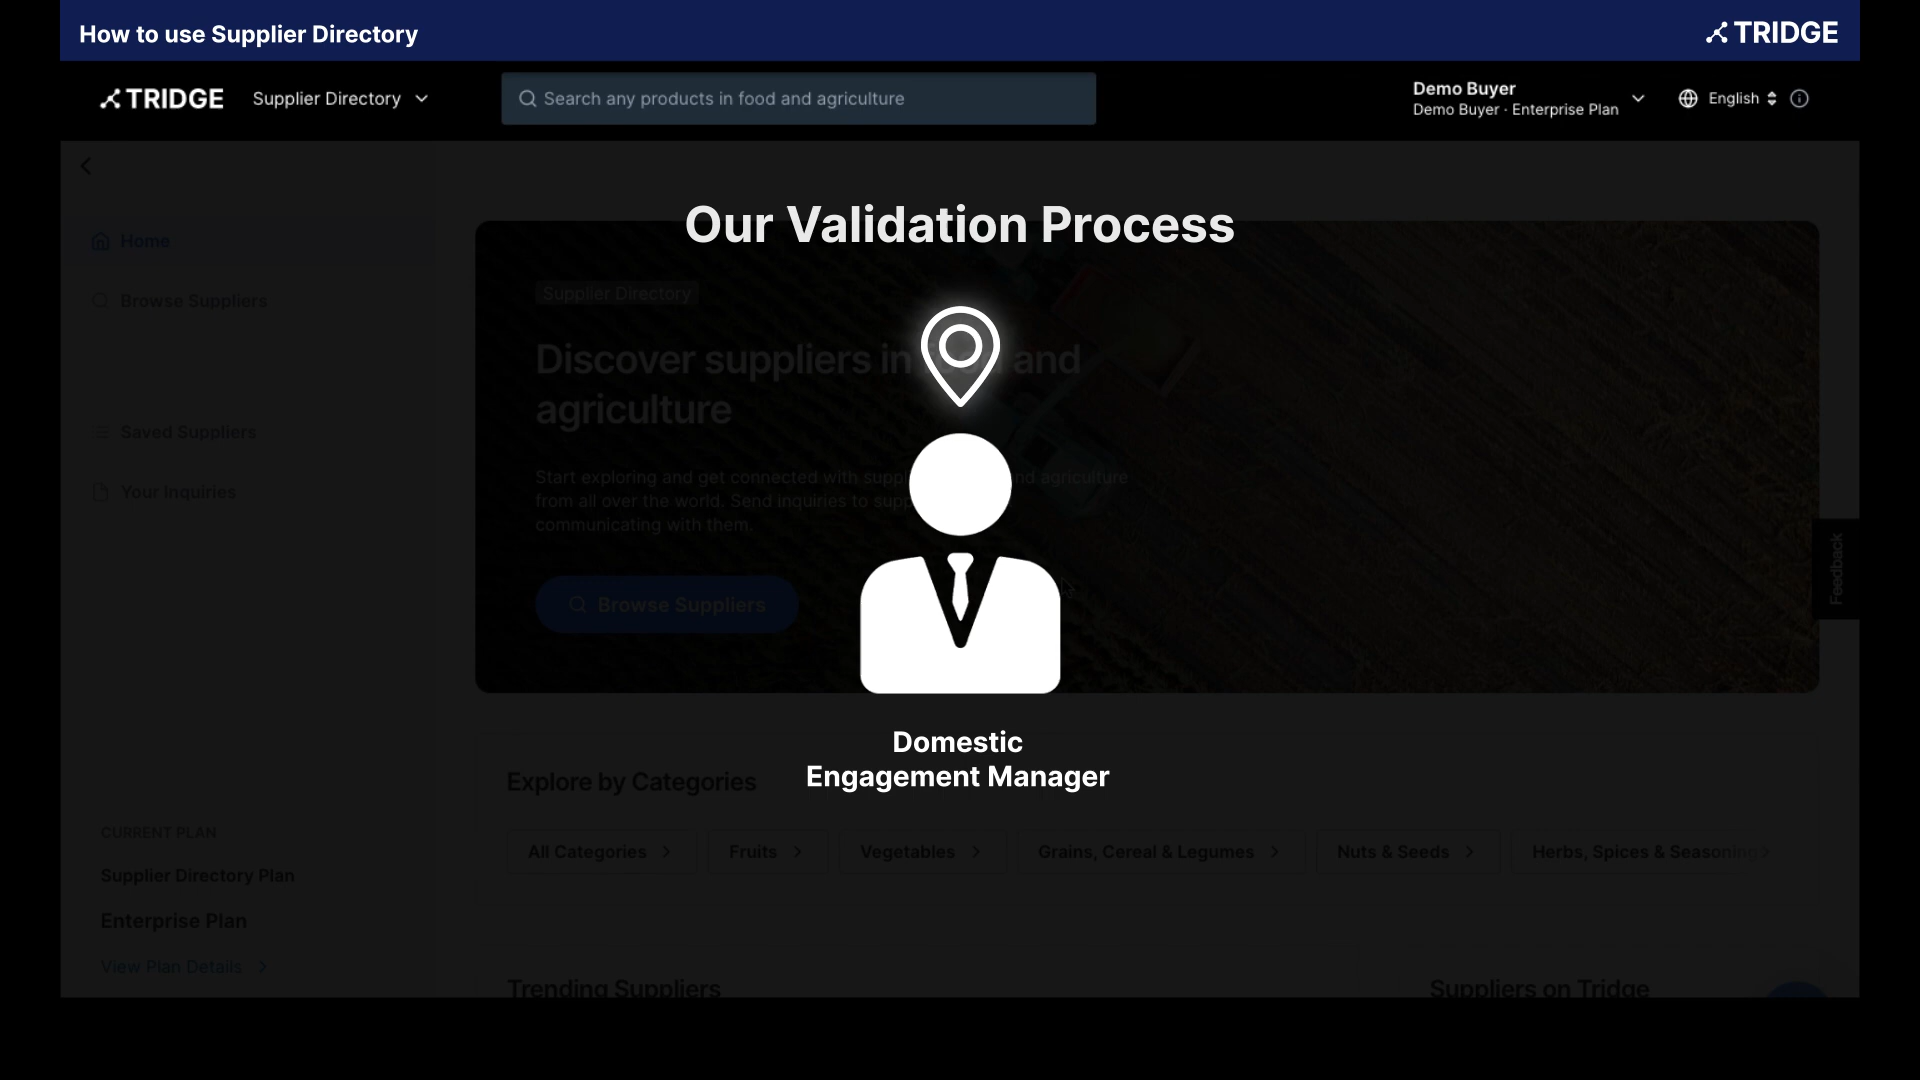 How to use Supplier Directory
TRIDGE
TRIDGE
Supplier Directory
Search any products in food and agriculture
Demo Buyer
Demo Buyer · Enterprise Plan
English
Our Validation Process
Home
Browse Suppliers
Saved Suppliers
Your Inquiries
Supplier Directory
Discover suppliers in and
agriculture
Start exploring and get connected with agriculture
from all over the world. Send inquiries to
communicating with them.
Browse Suppliers
Feedback
Domestic
Engagement Manager
Explore by Categories
All Categories
Fruits
Vegetables
Grains, Cereal & Legumes
Nuts & Seeds
Herbs, Spices & Seasoning
CURRENT PLAN
Supplier Directory Plan
Enterprise Plan
View Plan Details
Trending Suppliers
Suppliers on Tridge